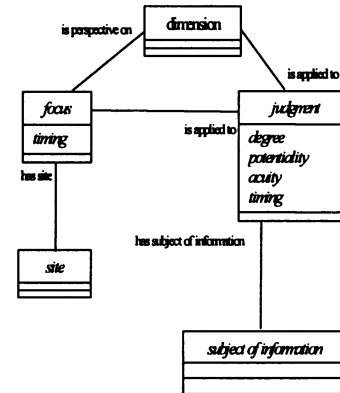 dimension
is perspective on
is applied to
focus
timing
judgment
degree
potentiality
acuity
timing
is applied to
has site
site
has subject of information
subject of information